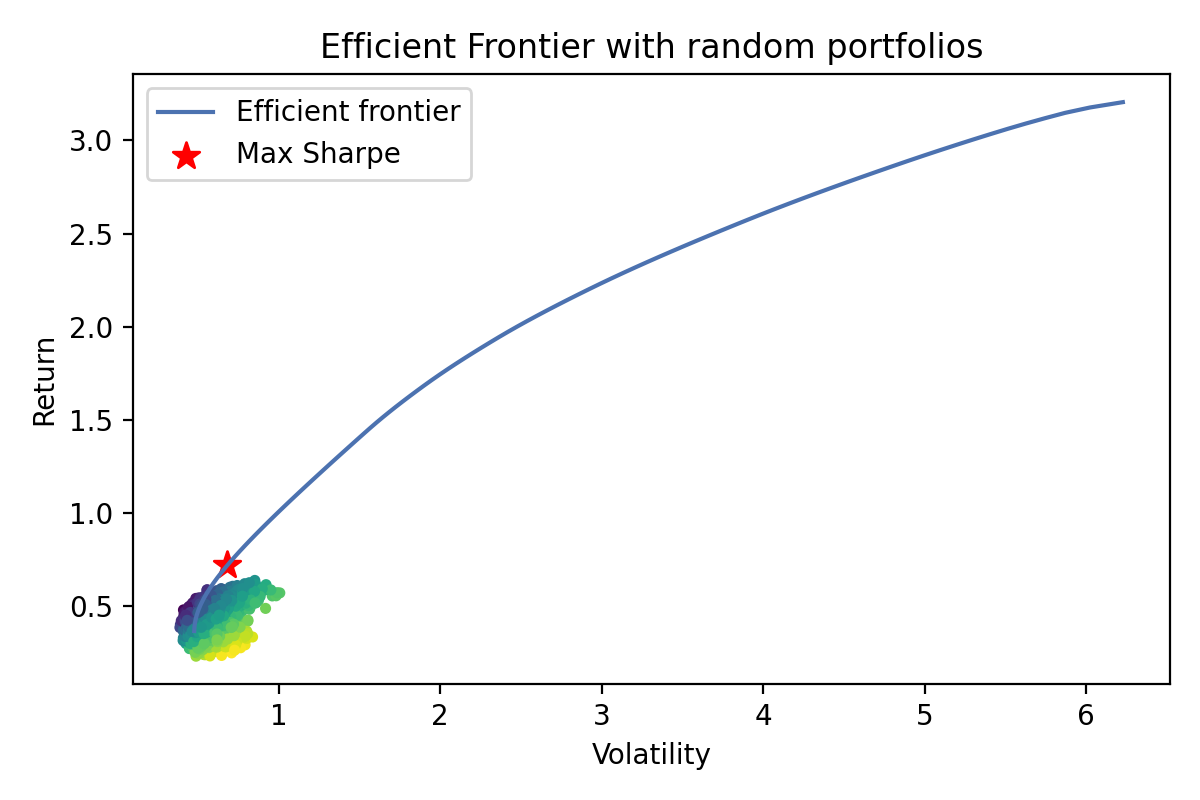 Efficient Frontier with random portfolios
Efficient frontier
Max Sharpe
Return
3.0
2.5
2.0
1.5
1.0
0.5
1 2 3 4 5 6
Volatility